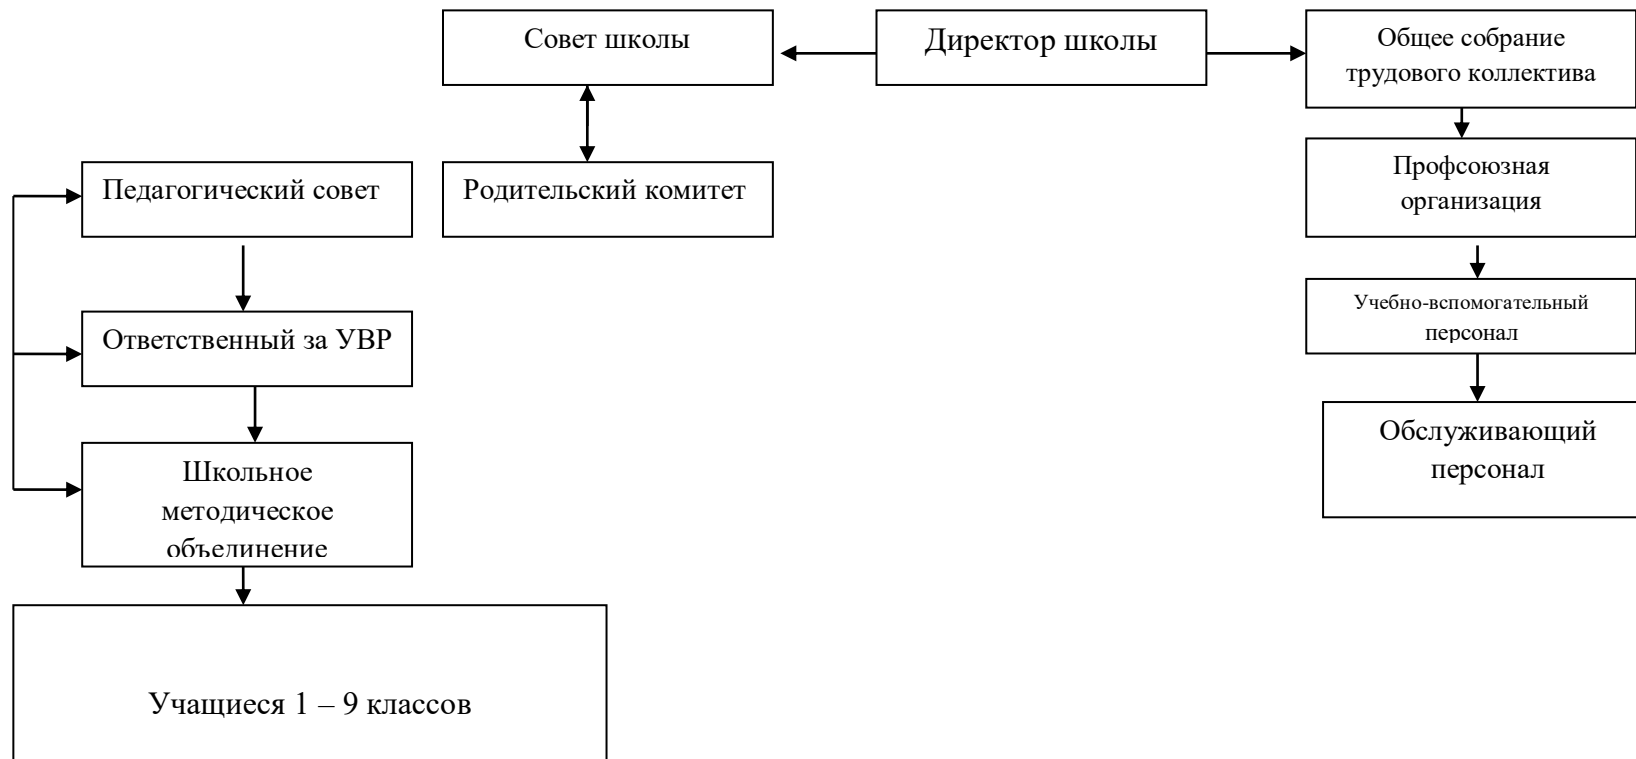 Совет школы
Директор школы
Общее собрание
трудового коллектива
Педагогический совет
Родительский комитет
Профсоюзная
организация
Ответственный за УВР
Учебно-вспомогательный
персонал
Школьное
методическое
объединение
Обслуживающий
персонал
Учащиеся 1 – 9 классов